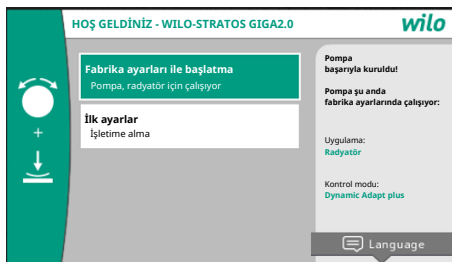 HOŞ GELDİNİZ - WILO-STRATOS GIGA2.0
wilo
Fabrika ayarları ile başlatma
Pompa, radyatör için çalışıyor
İlk ayarlar
İşletime alma
Pompa
başarıyla kuruldu!
Pompa şu anda
fabrika ayarlarında çalışıyor:
Uygulama:
Radyatör
Kontrol modu:
Dynamic Adapt plus
+
Language